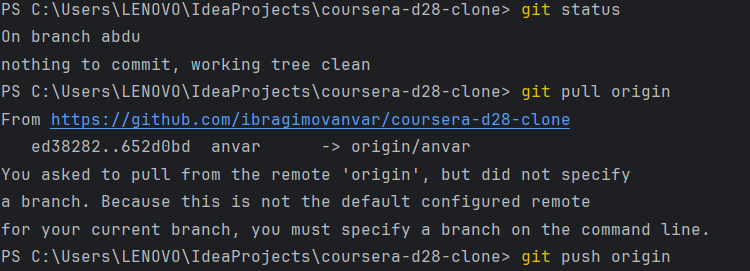 PS C:\Users\LENOVO\IdeaProjects\coursera-d28-clone> git status
On branch abdu
nothing to commit, working tree clean
PS C:\Users\LENOVO\IdeaProjects\coursera-d28-clone> git pull origin
From https://github.com/ibragimovanvar/coursera-d28-clone
   ed38282..652d0bd  anvar      -> origin/anvar
You asked to pull from the remote 'origin', but did not specify
a branch. Because this is not the default configured remote
for your current branch, you must specify a branch on the command line.
PS C:\Users\LENOVO\IdeaProjects\coursera-d28-clone> git push origin